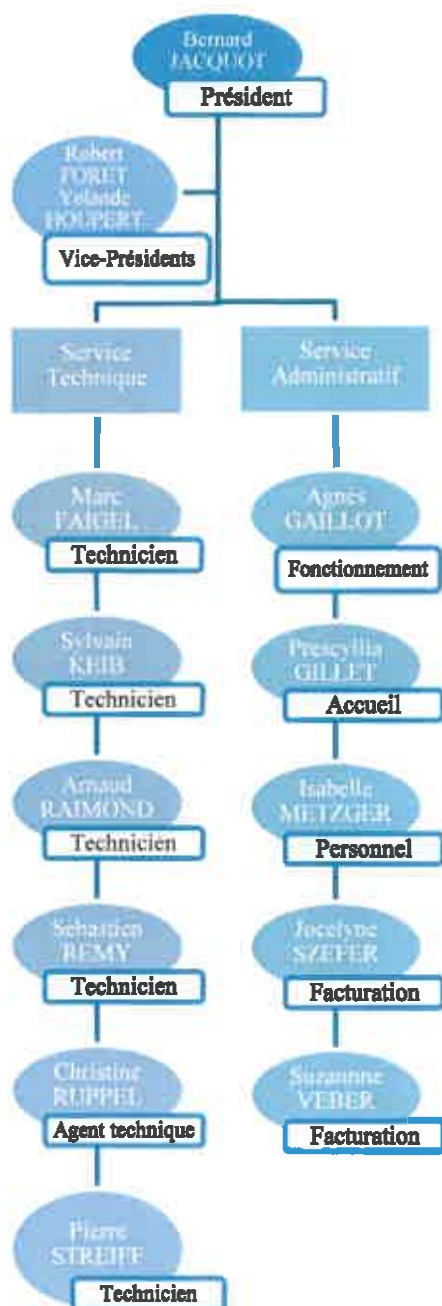 Bernard
JACQUOT
Président
Robert
FORET
Yolande
HOUPERT
Vice-Présidents
Service
Technique
Service
Administratif
Marc
FAIGEL
Technicien
Sylvain
KEIB
Technicien
Arnaud
RAIMOND
Technicien
Sébastien
REMY
Technicien
Christine
RUPPEL
Agent technique
Pierre
STREIFF
Technicien
Agnès
GAILLOT
Fonctionnement
Prescyllia
GILLET
Accueil
Isabelle
METZGER
Personnel
Jocelyne
SZEFER
Facturation
Suzannne
VEBER
Facturation